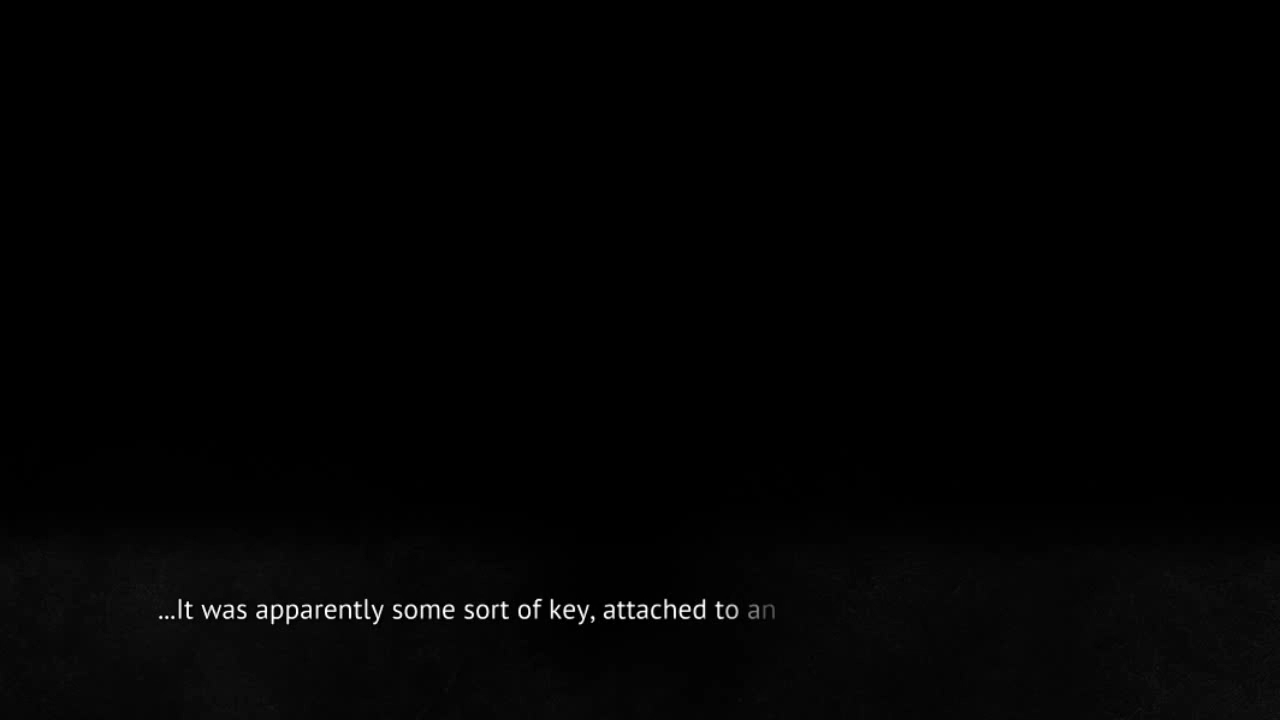 ...It was apparently some sort of key, attached to an